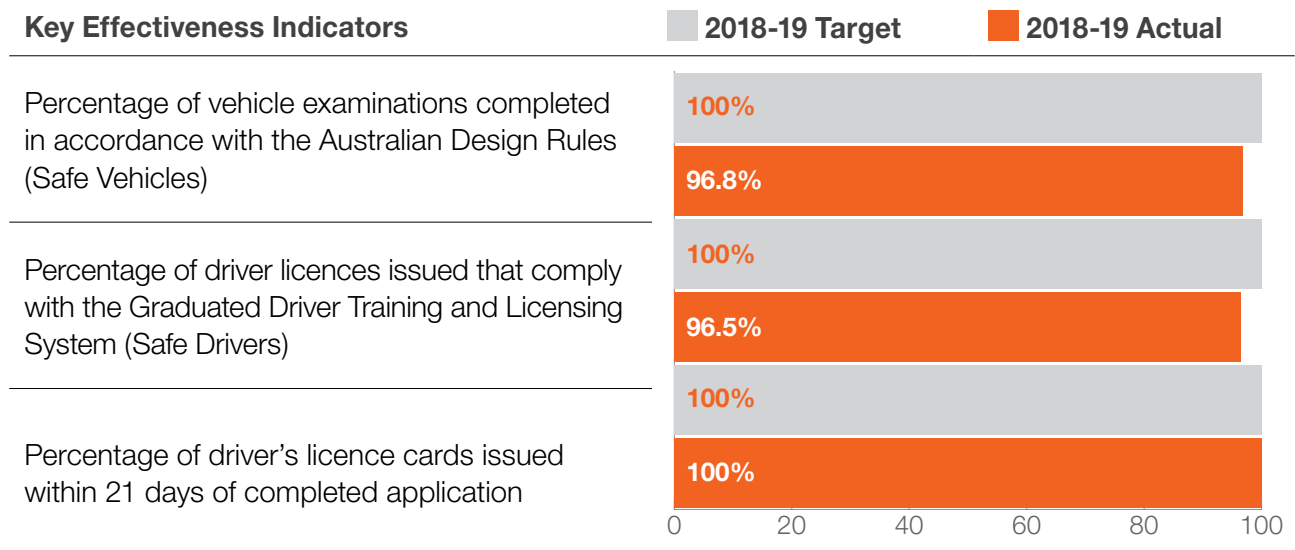 Key Effectiveness Indicators
2018-19 Target
2018-19 Actual
Percentage of vehicle examinations completed
in accordance with the Australian Design Rules
(Safe Vehicles)
100%
96.8%
Percentage of driver licences issued that comply
with the Graduated Driver Training and Licensing
System (Safe Drivers)
100%
96.5%
Percentage of driver’s licence cards issued
within 21 days of completed application
100%
100%
0 20 40 60 80 100